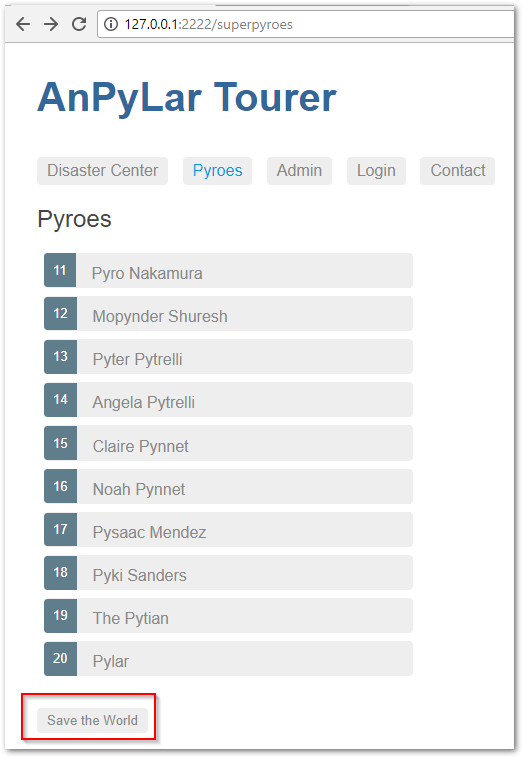 127.0.0.1:2222/superpyroes
AnPyLar Tourer
Disaster Center Pyroes Admin Login Contact
Pyroes
11 Pyro Nakamura
12 Mopynder Shuresh
13 Pyter Pytrelli
14 Angela Pytrelli
15 Claire Pynnet
16 Noah Pynnet
17 Pysaac Mendez
18 Pyki Sanders
19 The Pytian
20 Pylar
Save the World